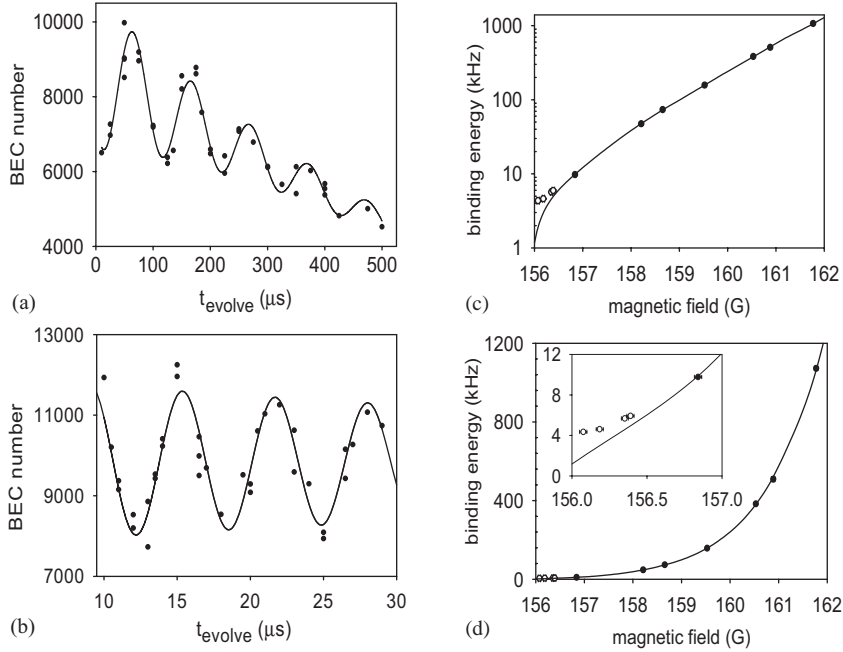 10000
8000
6000
4000
BEC number
0 100 200 300 400 500
t_evolve (μs)
(a)
13000
11000
9000
7000
BEC number
10 15 20 25 30
t_evolve (μs)
(b)
1000
100
10
1
binding energy (kHz)
156 157 158 159 160 161 162
magnetic field (G)
(c)
1200
800
400
0
binding energy (kHz)
12
8
4
0
binding energy (kHz)
156.0 156.5 157.0
156 157 158 159 160 161 162
magnetic field (G)
(d)